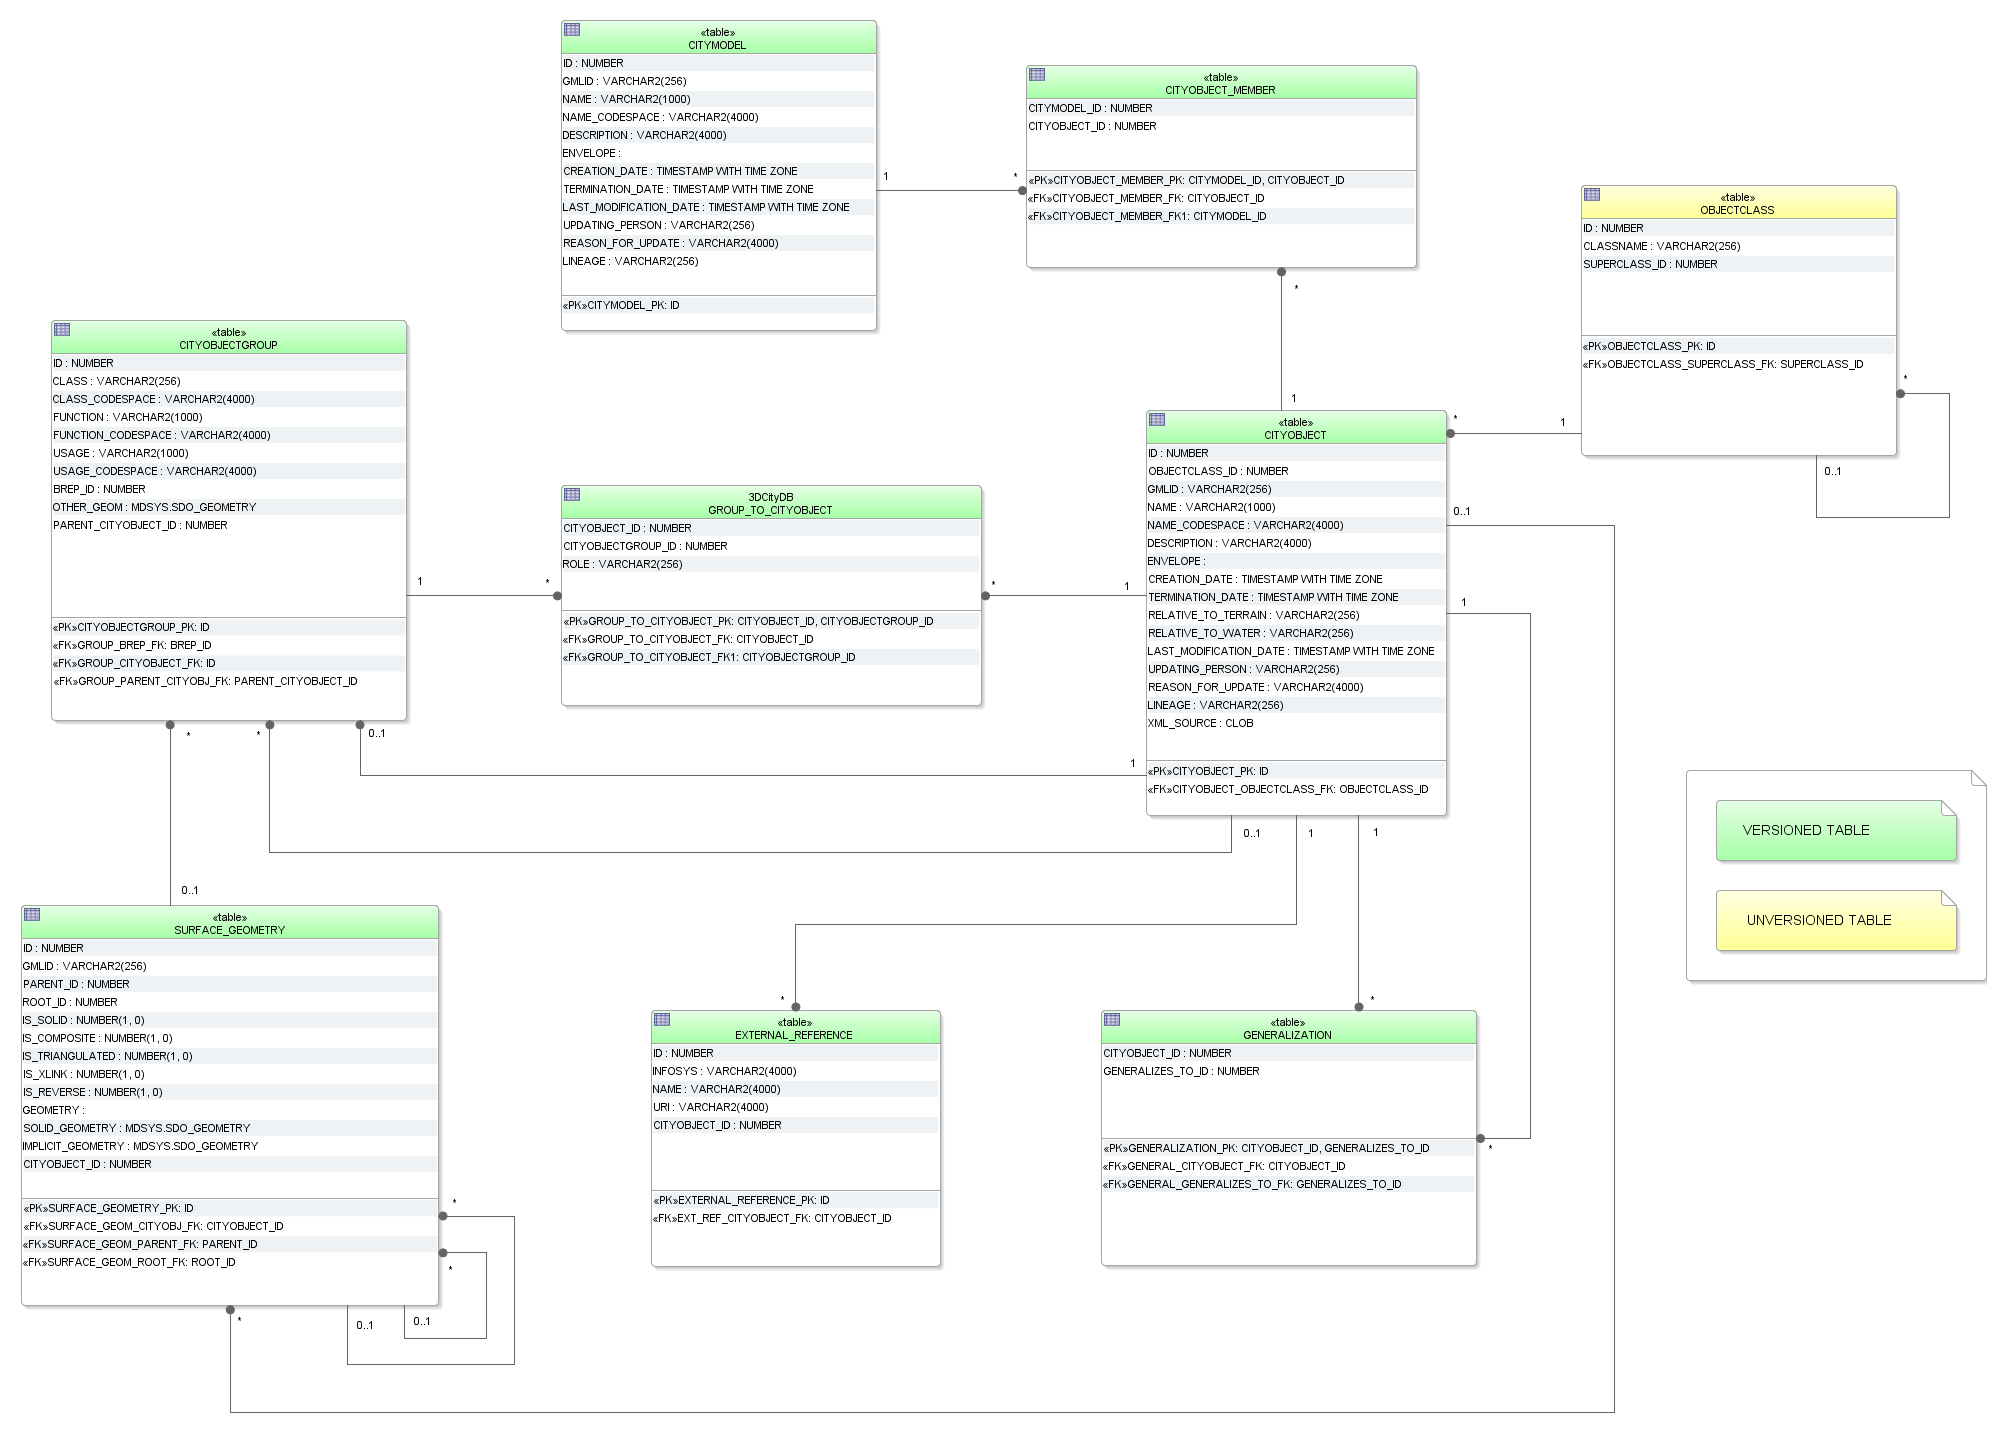 «table»
CITYMODEL
ID : NUMBER
GMLID : VARCHAR2(256)
NAME : VARCHAR2(1000)
NAME_CODESPACE : VARCHAR2(4000)
DESCRIPTION : VARCHAR2(4000)
ENVELOPE :
CREATION_DATE : TIMESTAMP WITH TIME ZONE
TERMINATION_DATE : TIMESTAMP WITH TIME ZONE
LAST_MODIFICATION_DATE : TIMESTAMP WITH TIME ZONE
UPDATING_PERSON : VARCHAR2(256)
REASON_FOR_UPDATE : VARCHAR2(4000)
LINEAGE : VARCHAR2(256)
«PK»CITYMODEL_PK: ID
1
*
«table»
CITYOBJECT_MEMBER
CITYMODEL_ID : NUMBER
CITYOBJECT_ID : NUMBER
«PK»CITYOBJECT_MEMBER_PK: CITYMODEL_ID, CITYOBJECT_ID
«FK»CITYOBJECT_MEMBER_FK: CITYOBJECT_ID
«FK»CITYOBJECT_MEMBER_FK1: CITYMODEL_ID
*
1
«table»
OBJECTCLASS
ID : NUMBER
CLASSNAME : VARCHAR2(256)
SUPERCLASS_ID : NUMBER
«PK»OBJECTCLASS_PK: ID
«FK»OBJECTCLASS_SUPERCLASS_FK: SUPERCLASS_ID
*
0..1
1
*
«table»
CITYOBJECTGROUP
ID : NUMBER
CLASS : VARCHAR2(256)
CLASS_CODESPACE : VARCHAR2(4000)
FUNCTION : VARCHAR2(1000)
FUNCTION_CODESPACE : VARCHAR2(4000)
USAGE : VARCHAR2(1000)
USAGE_CODESPACE : VARCHAR2(4000)
BREP_ID : NUMBER
OTHER_GEOM : MDSYS.SDO_GEOMETRY
PARENT_CITYOBJECT_ID : NUMBER
«PK»CITYOBJECTGROUP_PK: ID
«FK»GROUP_BREP_FK: BREP_ID
«FK»GROUP_CITYOBJECT_FK: ID
«FK»GROUP_PARENT_CITYOBJ_FK: PARENT_CITYOBJECT_ID
1
*
3DCityDB
GROUP_TO_CITYOBJECT
CITYOBJECT_ID : NUMBER
CITYOBJECTGROUP_ID : NUMBER
ROLE : VARCHAR2(256)
«PK»GROUP_TO_CITYOBJECT_PK: CITYOBJECT_ID, CITYOBJECTGROUP_ID
«FK»GROUP_TO_CITYOBJECT_FK: CITYOBJECT_ID
«FK»GROUP_TO_CITYOBJECT_FK1: CITYOBJECTGROUP_ID
*
1
«table»
CITYOBJECT
ID : NUMBER
OBJECTCLASS_ID : NUMBER
GMLID : VARCHAR2(256)
NAME : VARCHAR2(1000)
NAME_CODESPACE : VARCHAR2(4000)
DESCRIPTION : VARCHAR2(4000)
ENVELOPE :
CREATION_DATE : TIMESTAMP WITH TIME ZONE
TERMINATION_DATE : TIMESTAMP WITH TIME ZONE
RELATIVE_TO_TERRAIN : VARCHAR2(256)
RELATIVE_TO_WATER : VARCHAR2(256)
LAST_MODIFICATION_DATE : TIMESTAMP WITH TIME ZONE
UPDATING_PERSON : VARCHAR2(256)
REASON_FOR_UPDATE : VARCHAR2(4000)
LINEAGE : VARCHAR2(256)
XML_SOURCE : CLOB
«PK»CITYOBJECT_PK: ID
«FK»CITYOBJECT_OBJECTCLASS_FK: OBJECTCLASS_ID
0..1
1
*
*
0..1
1
0..1
1
1
0..1
VERSIONED TABLE
UNVERSIONED TABLE
«table»
SURFACE_GEOMETRY
ID : NUMBER
GMLID : VARCHAR2(256)
PARENT_ID : NUMBER
ROOT_ID : NUMBER
IS_SOLID : NUMBER(1, 0)
IS_COMPOSITE : NUMBER(1, 0)
IS_TRIANGULATED : NUMBER(1, 0)
IS_XLINK : NUMBER(1, 0)
IS_REVERSE : NUMBER(1, 0)
GEOMETRY :
SOLID_GEOMETRY : MDSYS.SDO_GEOMETRY
IMPLICIT_GEOMETRY : MDSYS.SDO_GEOMETRY
CITYOBJECT_ID : NUMBER
«PK»SURFACE_GEOMETRY_PK: ID
«FK»SURFACE_GEOM_CITYOBJ_FK: CITYOBJECT_ID
«FK»SURFACE_GEOM_PARENT_FK: PARENT_ID
«FK»SURFACE_GEOM_ROOT_FK: ROOT_ID
*
*
*
0..1
0..1
*
«table»
EXTERNAL_REFERENCE
ID : NUMBER
INFOSYS : VARCHAR2(4000)
NAME : VARCHAR2(4000)
URI : VARCHAR2(4000)
CITYOBJECT_ID : NUMBER
«PK»EXTERNAL_REFERENCE_PK: ID
«FK»EXT_REF_CITYOBJECT_FK: CITYOBJECT_ID
*
«table»
GENERALIZATION
CITYOBJECT_ID : NUMBER
GENERALIZES_TO_ID : NUMBER
«PK»GENERALIZATION_PK: CITYOBJECT_ID, GENERALIZES_TO_ID
«FK»GENERAL_CITYOBJECT_FK: CITYOBJECT_ID
«FK»GENERAL_GENERALIZES_TO_FK: GENERALIZES_TO_ID
*